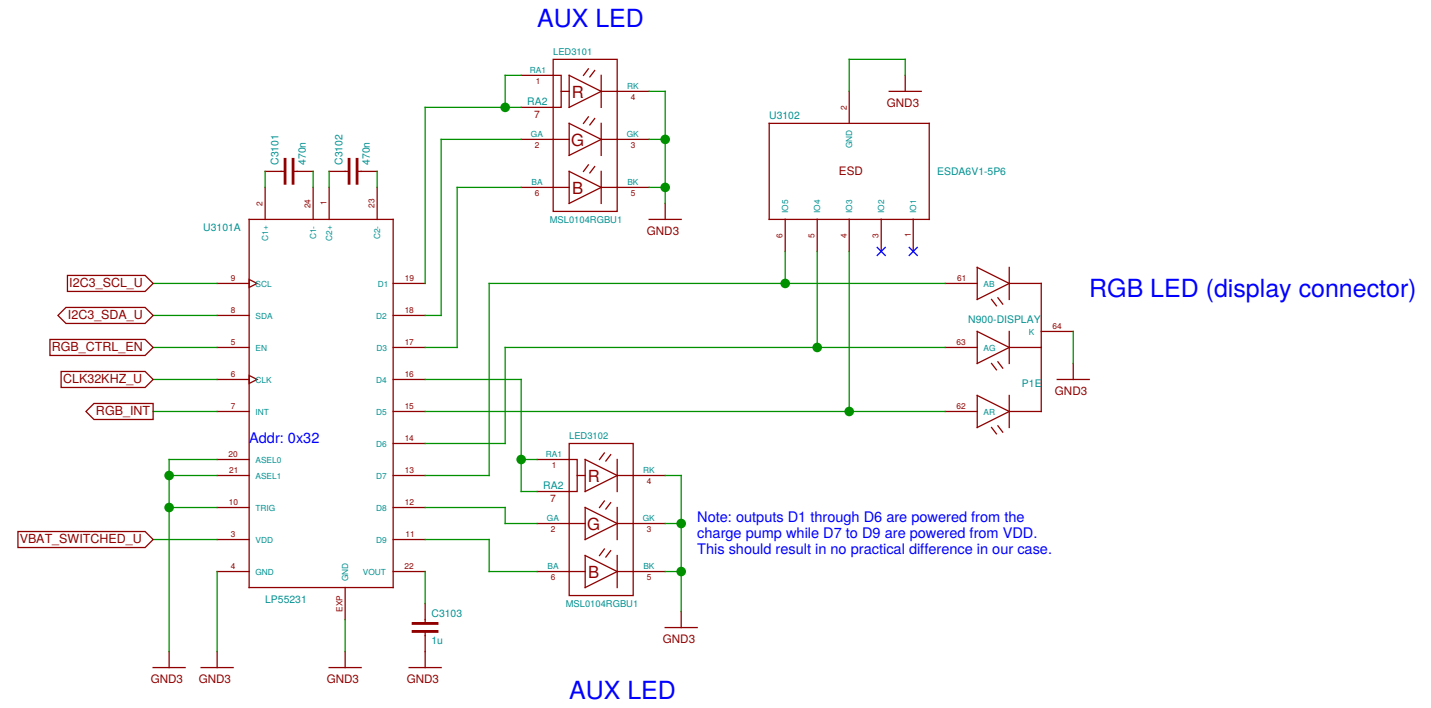 AUX LED
LED3101
RA1
1
RA2
7
R
RK
4
GA
2
G
GK
3
BA
6
B
BK
5
MSL0104RGBU1
GND3
GND3
2
U3102
GND
ESD
ESDA6V1-5P6
IO5
IO4
IO3
IO2
IO1
6
5
4
3
1
C3101
470n
C3102
470n
2
24
1
23
U3101A
C1+
C1-
C2+
C2-
I2C3_SCL_U
9
SCL
D1
19
I2C3_SDA_U
8
SDA
D2
18
RGB_CTRL_EN
5
EN
D3
17
CLK32KHZ_U
6
CLK
D4
16
RGB_INT
7
INT
D5
15
Addr: 0x32
D6
14
20
ASEL0
21
ASEL1
D7
13
10
TRIG
D8
12
VBAT_SWITCHED_U
3
VDD
D9
11
4
GND
GND
VOUT
22
LP55231
EXP
C3103
1u
GND3
GND3
GND3
GND3
61
AB
RGB LED (display connector)
N900-DISPLAY
K
64
63
AG
P1E
GND3
62
AR
LED3102
RA1
1
RA2
7
R
RK
4
GA
2
G
GK
3
BA
6
B
BK
5
MSL0104RGBU1
GND3
Note: outputs D1 through D6 are powered from the
charge pump while D7 to D9 are powered from VDD.
This should result in no practical difference in our case.
AUX LED